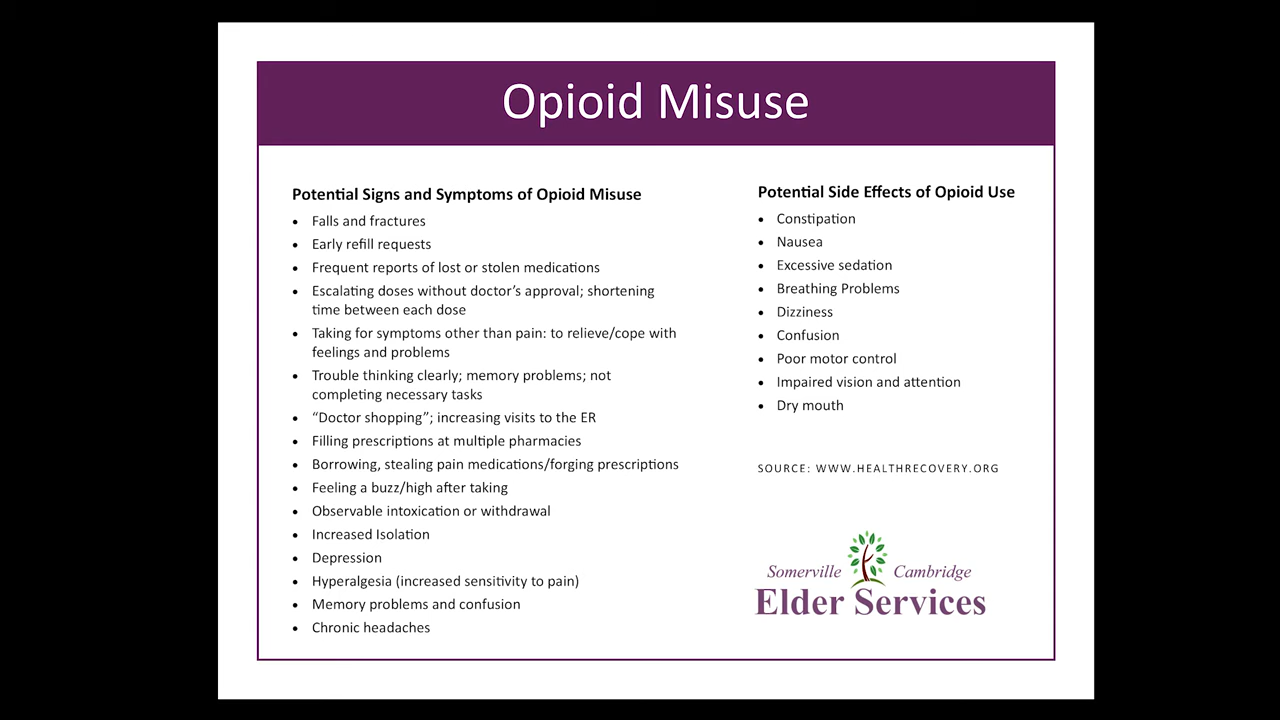 Opioid Misuse
Potential Signs and Symptoms of Opioid Misuse
• Falls and fractures
• Early refill requests
• Frequent reports of lost or stolen medications
• Escalating doses without doctor’s approval; shortening
time between each dose
• Taking for symptoms other than pain: to relieve/cope with
feelings and problems
• Trouble thinking clearly; memory problems; not
completing necessary tasks
• “Doctor shopping”; increasing visits to the ER
• Filling prescriptions at multiple pharmacies
• Borrowing, stealing pain medications/forging prescriptions
• Feeling a buzz/high after taking
• Observable intoxication or withdrawal
• Increased Isolation
• Depression
• Hyperalgesia (increased sensitivity to pain)
• Memory problems and confusion
• Chronic headaches
Potential Side Effects of Opioid Use
• Constipation
• Nausea
• Excessive sedation
• Breathing Problems
• Dizziness
• Confusion
• Poor motor control
• Impaired vision and attention
• Dry mouth
SOURCE: WWW.HEALTHRECOVERY.ORG
Somerville Cambridge
Elder Services